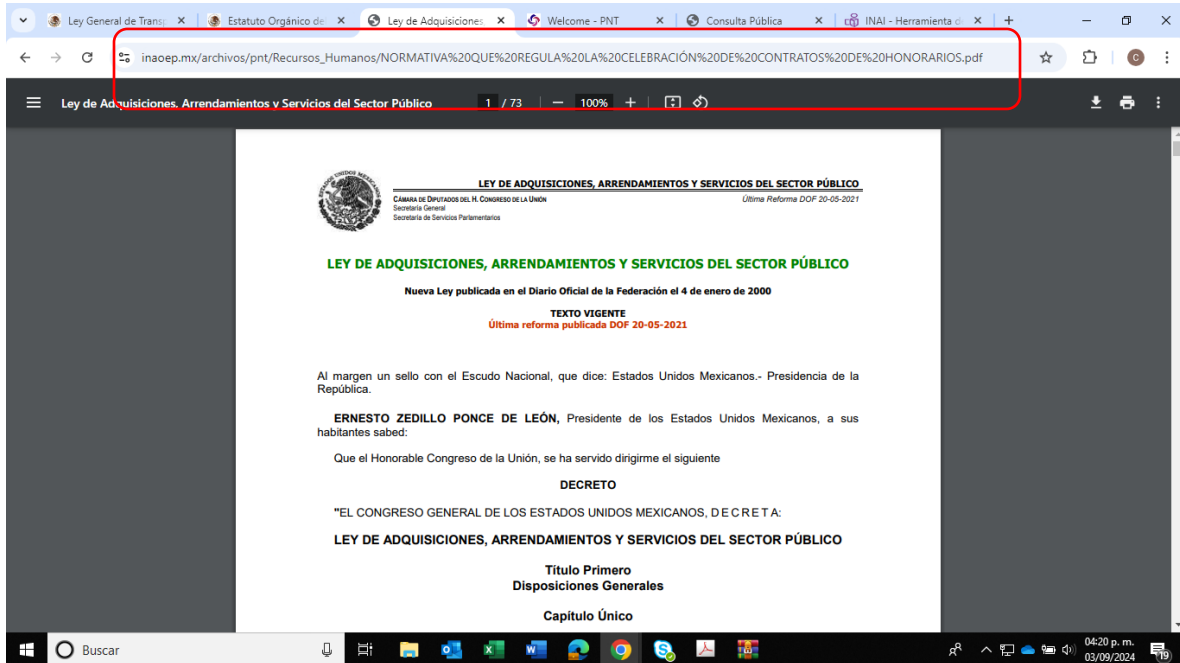 Ley General de Transp
Estatuto Orgánico de
Ley de Adquisiciones,
Welcome - PNT
Consulta Pública
INAI - Herramienta d
inaoep.mx/archivos/pnt/Recursos_Humanos/NORMATIVA%20QUE%20REGULA%20LA%20CELEBRACIÓN%20DE%20CONTRATOS%20DE%20HONORARIOS.pdf
C
Ley de Adquisiciones, Arrendamientos y Servicios del Sector Público
1 / 73
100%
LEY DE ADQUISICIONES, ARRENDAMIENTOS Y SERVICIOS DEL SECTOR PÚBLICO
CÁMARA DE DIPUTADOS DEL H. CONGRESO DE LA UNIÓN
Última Reforma DOF 20-05-2021
Secretaría General
Secretaría de Servicios Parlamentarios
LEY DE ADQUISICIONES, ARRENDAMIENTOS Y SERVICIOS DEL SECTOR PÚBLICO
Nueva Ley publicada en el Diario Oficial de la Federación el 4 de enero de 2000
TEXTO VIGENTE
Última reforma publicada DOF 20-05-2021
Al margen un sello con el Escudo Nacional, que dice: Estados Unidos Mexicanos.- Presidencia de la
República.
ERNESTO ZEDILLO PONCE DE LEÓN, Presidente de los Estados Unidos Mexicanos, a sus
habitantes sabed:
Que el Honorable Congreso de la Unión, se ha servido dirigirme el siguiente
DECRETO
"EL CONGRESO GENERAL DE LOS ESTADOS UNIDOS MEXICANOS, D E C R E T A:
LEY DE ADQUISICIONES, ARRENDAMIENTOS Y SERVICIOS DEL SECTOR PÚBLICO
Título Primero
Disposiciones Generales
Capítulo Único
Buscar
04:20 p. m.
03/09/2024
19